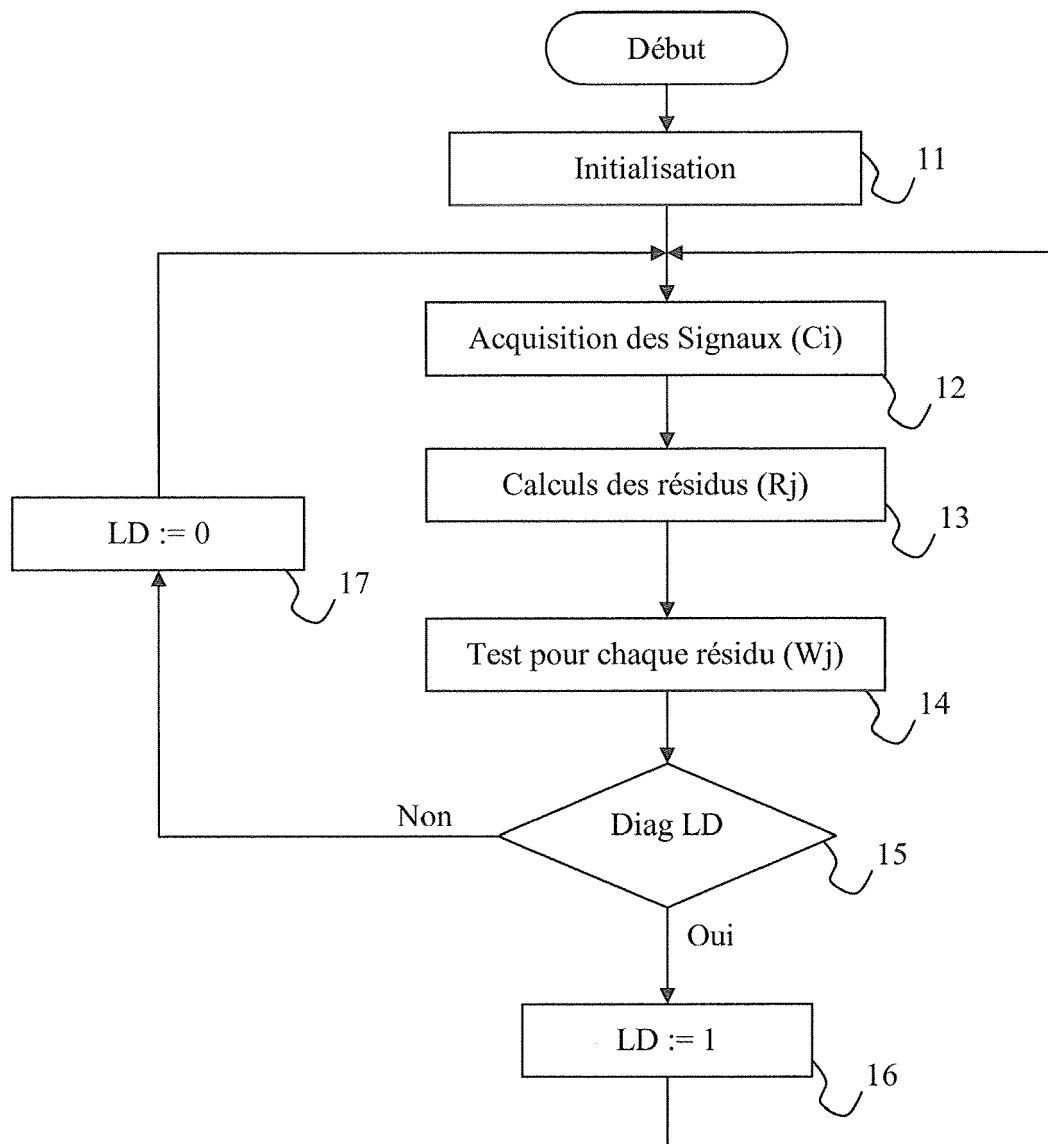 Début
Initialisation
11
Acquisition des Signaux (Ci)
12
Calculs des résidus (Rj)
13
LD := 0
17
Test pour chaque résidu (Wj)
14
Non
Diag LD
15
Oui
LD := 1
16